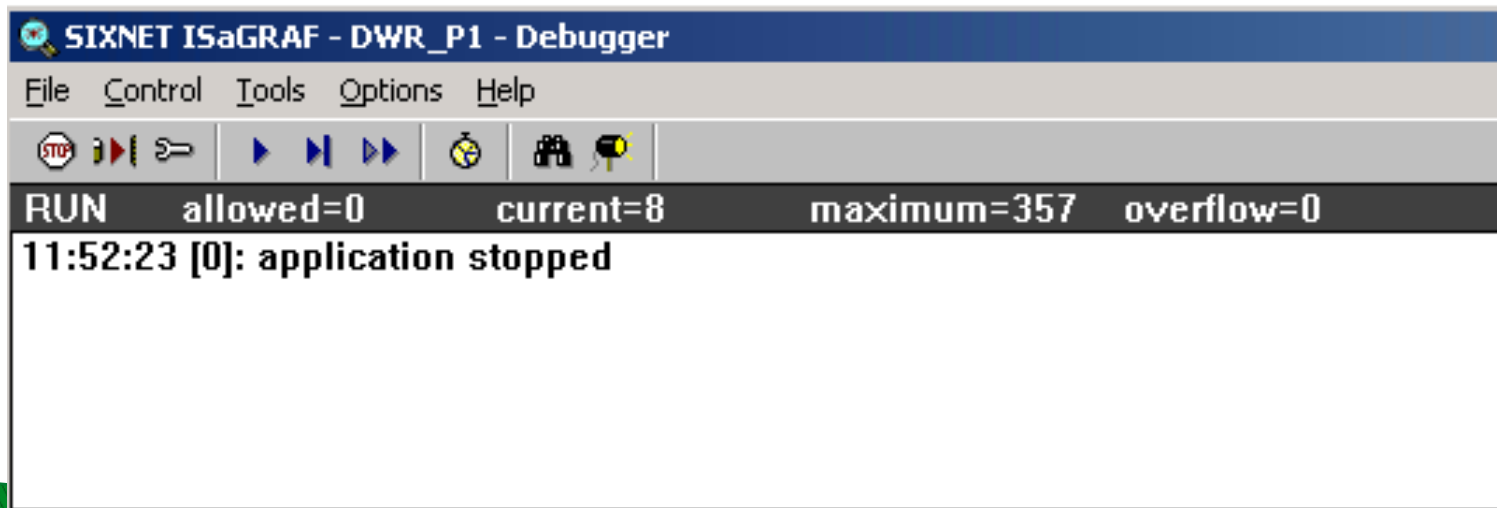 SIXNET ISaGRAF - DWR_P1 - Debugger
File Control Tools Options Help
STOP
RUN allowed=0 current=8 maximum=357 overflow=0
11:52:23 [0]: application stopped